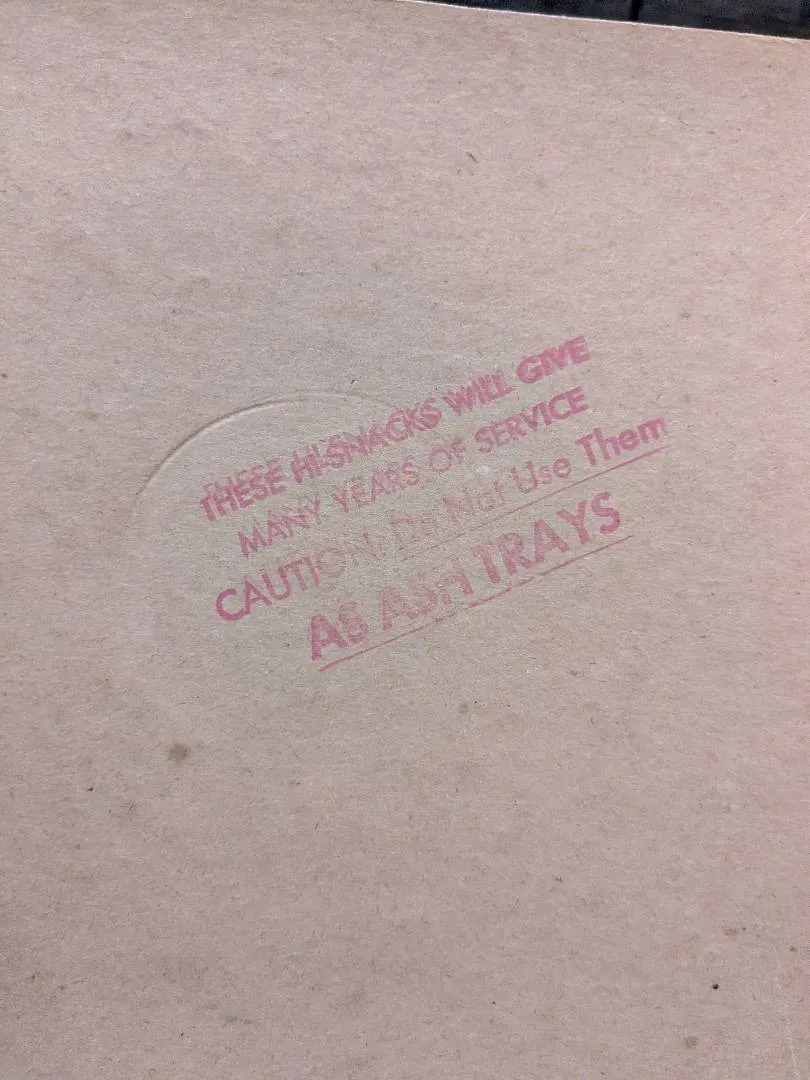 THESE HI-SNACKS WILL GIVE
MANY YEARS OF SERVICE
CAUTION: Do Not Use Them
AS ASH TRAYS